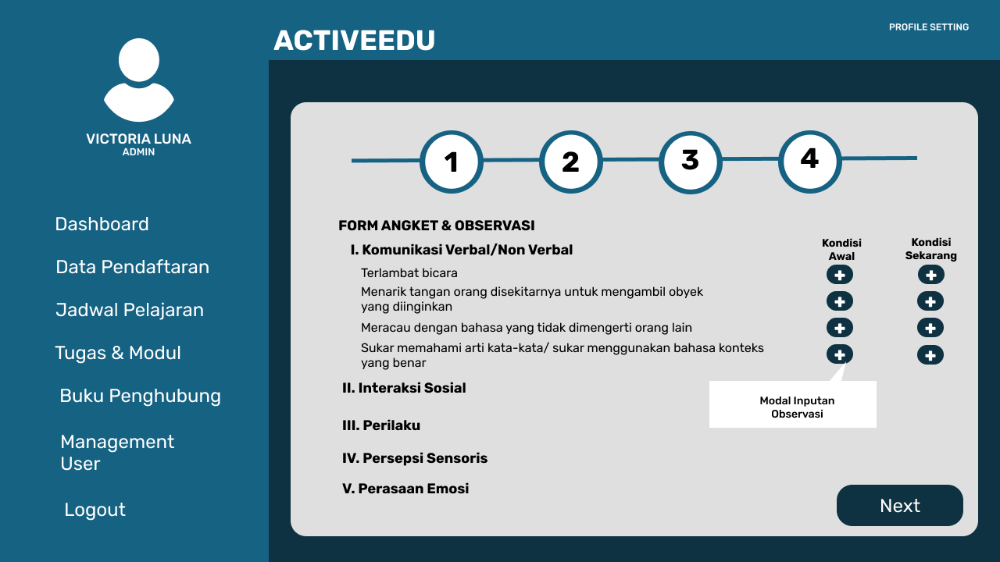 ACTIVEEDU
PROFILE SETTING
VICTORIA LUNA
ADMIN
Dashboard
Data Pendaftaran
Jadwal Pelajaran
Tugas & Modul
Buku Penghubung
Management
User
Logout
1 2 3 4
FORM ANGKET & OBSERVASI
I. Komunikasi Verbal/Non Verbal
Kondisi
Awal
Kondisi
Sekarang
Terlambat bicara
Menarik tangan orang disekitarnya untuk mengambil obyek
yang diinginkan
Meracau dengan bahasa yang tidak dimengerti orang lain
Sukar memahami arti kata-kata/ sukar menggunakan bahasa konteks
yang benar
II. Interaksi Sosial
Modal Inputan
Observasi
III. Perilaku
IV. Persepsi Sensoris
V. Perasaan Emosi
Next